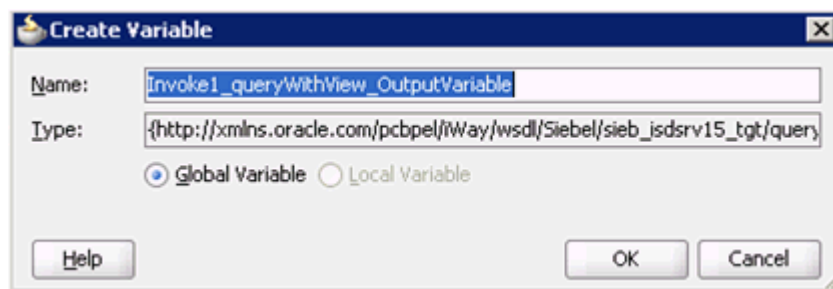 Create Variable
Name: Invoke1_queryWithView_OutputVariable
Type: {http://xmlns.oracle.com/pcbpel/iWay/wsdl/Siebel/sieb_isdsrv15_tgt/query
Global Variable Local Variable
Help OK Cancel